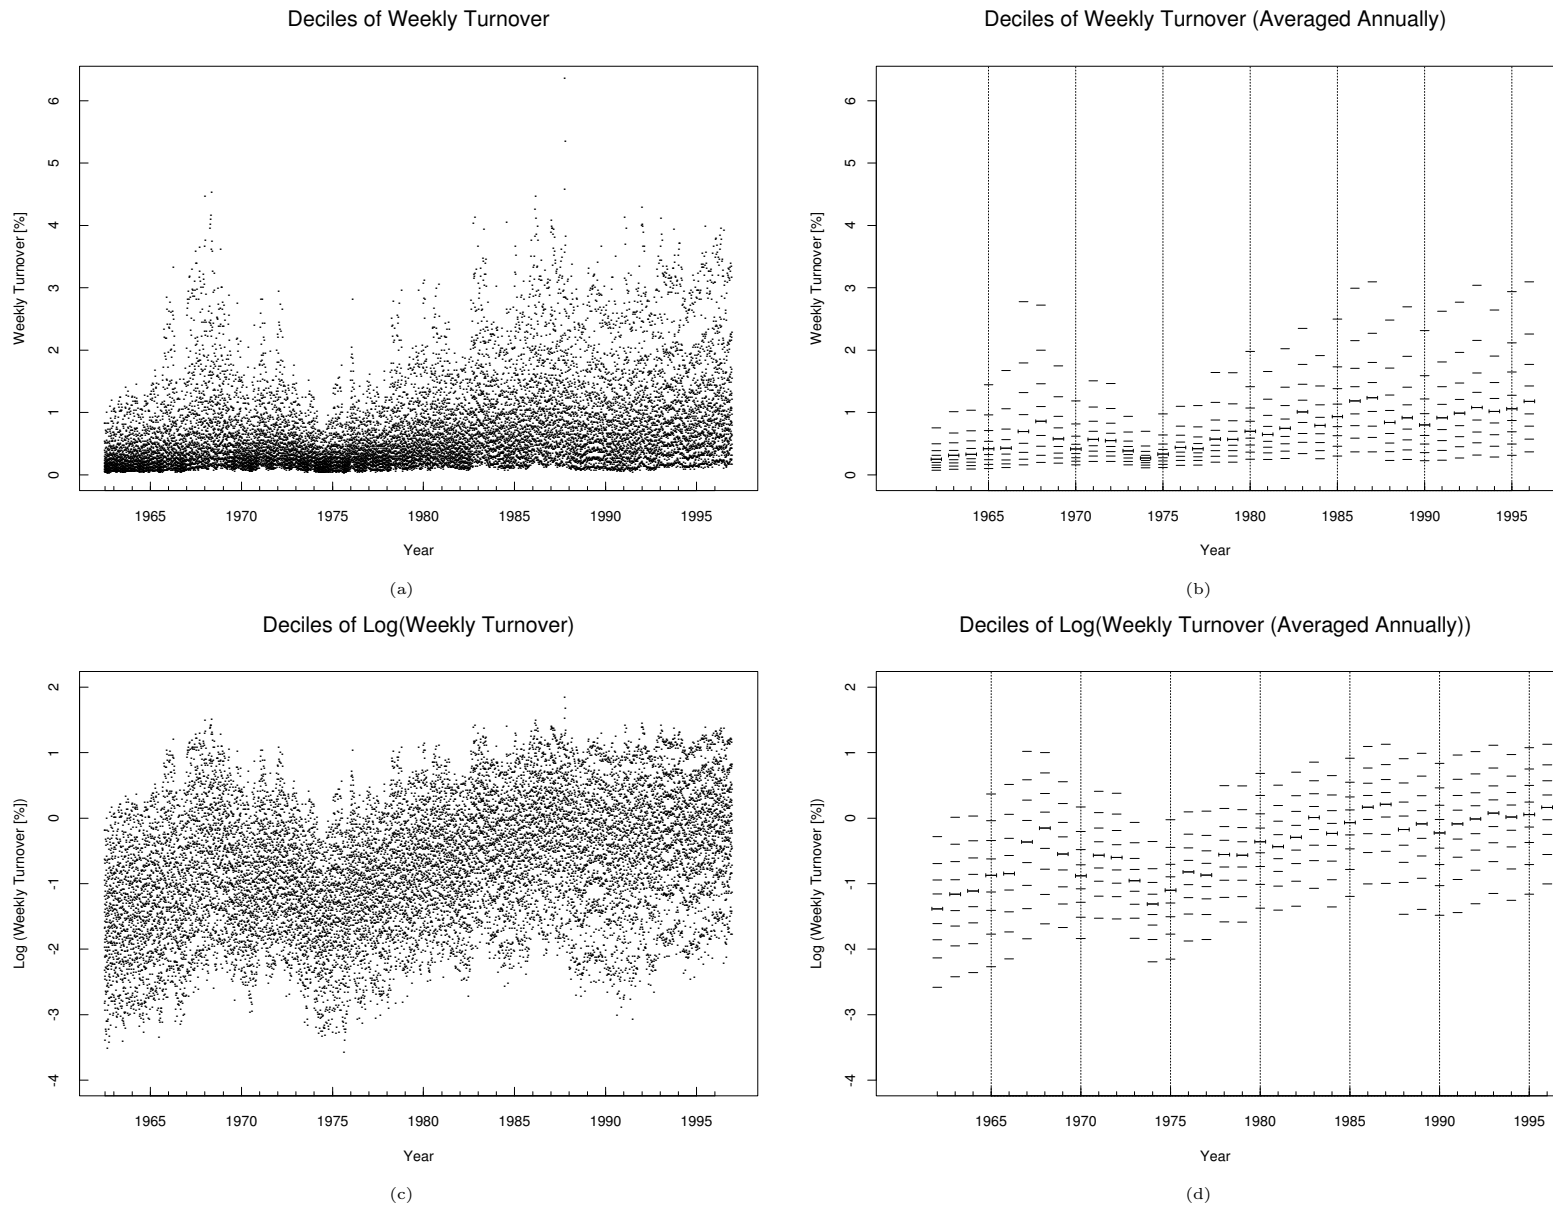 Deciles of Weekly Turnover
Weekly Turnover [%]
6
5
4
3
2
1
0
1965 1970 1975 1980 1985 1990 1995
Year
(a)
Deciles of Weekly Turnover (Averaged Annually)
Weekly Turnover [%]
6
5
4
3
2
1
0
1965 1970 1975 1980 1985 1990 1995
Year
(b)
Deciles of Log(Weekly Turnover)
Log (Weekly Turnover [%])
2
1
0
-1
-2
-3
-4
1965 1970 1975 1980 1985 1990 1995
Year
(c)
Deciles of Log(Weekly Turnover (Averaged Annually))
Log (Weekly Turnover [%])
2
1
0
-1
-2
-3
-4
1965 1970 1975 1980 1985 1990 1995
Year
(d)